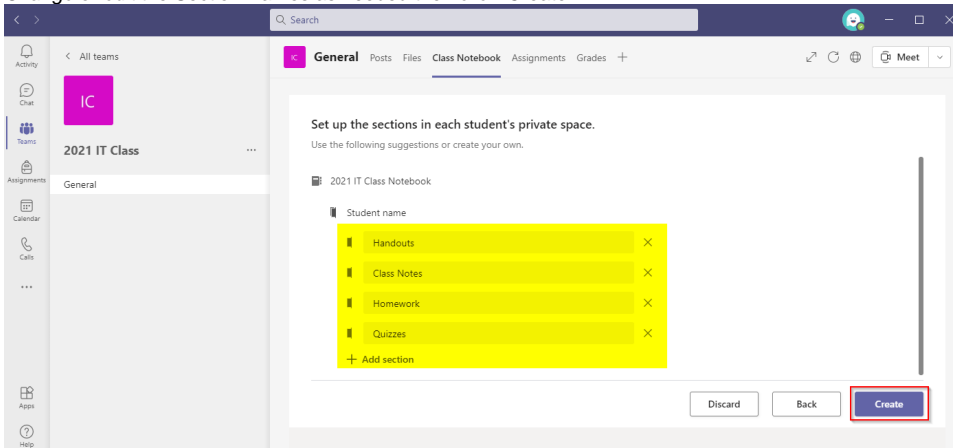 Search
Activity
Chat
Teams
Assignments
Calendar
Calls
Apps
Help
All teams
IC
2021 IT Class
General
IC General Posts Files Class Notebook Assignments Grades
Meet
Set up the sections in each student's private space.
Use the following suggestions or create your own.
2021 IT Class Notebook
Student name
Handouts
Class Notes
Homework
Quizzes
Add section
Discard Back Create